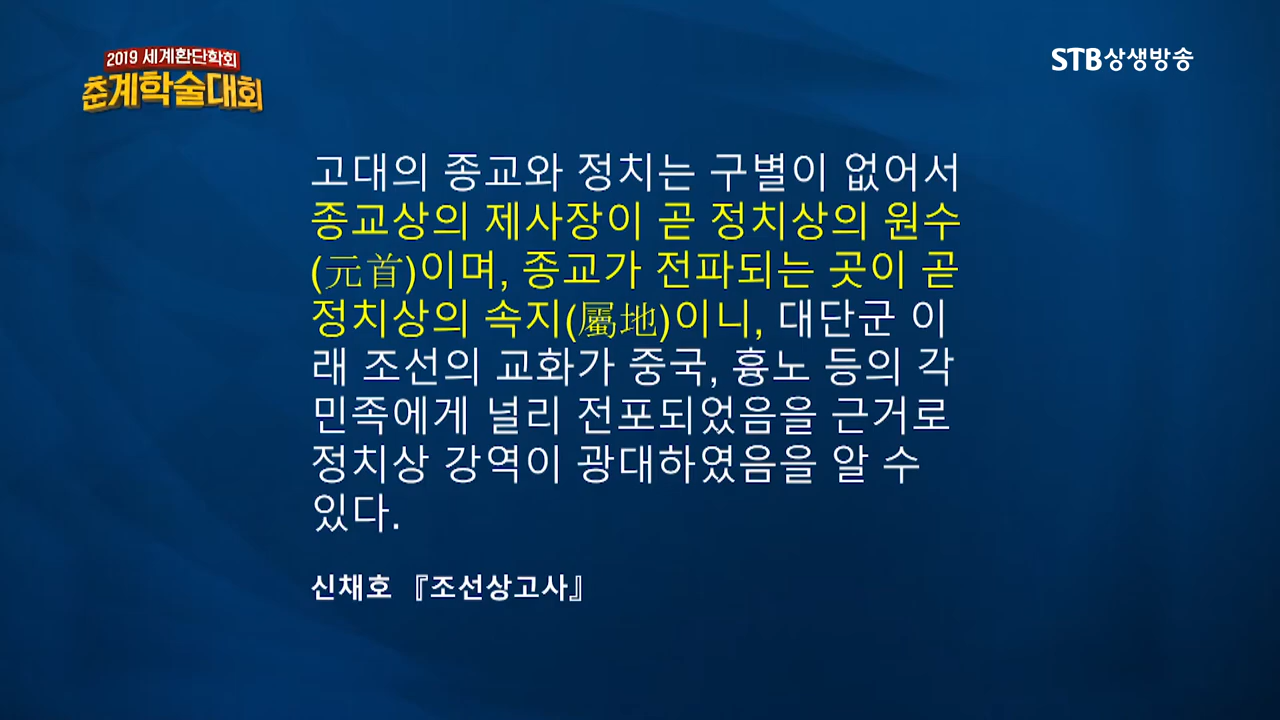 2019 세계환단학회
춘계학술대회
STB상생방송
고대의 종교와 정치는 구별이 없어서
종교상의 제사장이 곧 정치상의 원수
(元首)이며, 종교가 전파되는 곳이 곧
정치상의 속지(屬地)이니, 대단군 이
래 조선의 교화가 중국, 흉노 등의 각
민족에게 널리 전포되었음을 근거로
정치상 강역이 광대하였음을 알 수
있다.
신채호 『조선상고사』